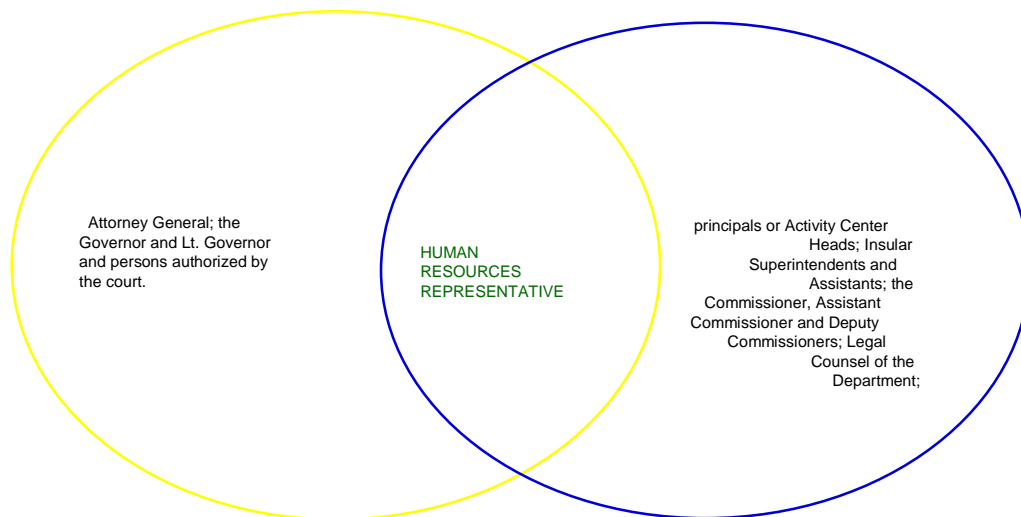 Attorney General; the
Governor and Lt. Governor
and persons authorized by
the court.
HUMAN
RESOURCES
REPRESENTATIVE
principals or Activity Center
Heads; Insular
Superintendents and
Assistants; the
Commissioner, Assistant
Commissioner and Deputy
Commissioners; Legal
Counsel of the
Department;